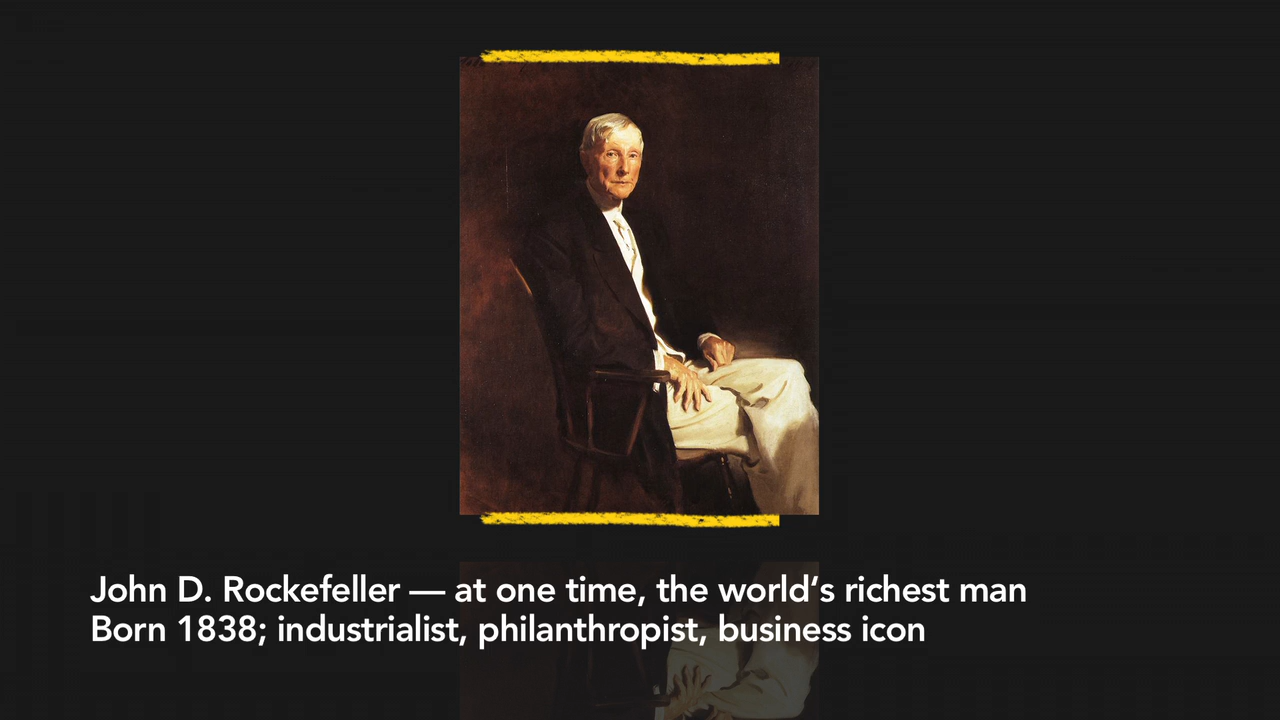 John D. Rockefeller — at one time, the world‘s richest man
Born 1838; industrialist, philanthropist, business icon